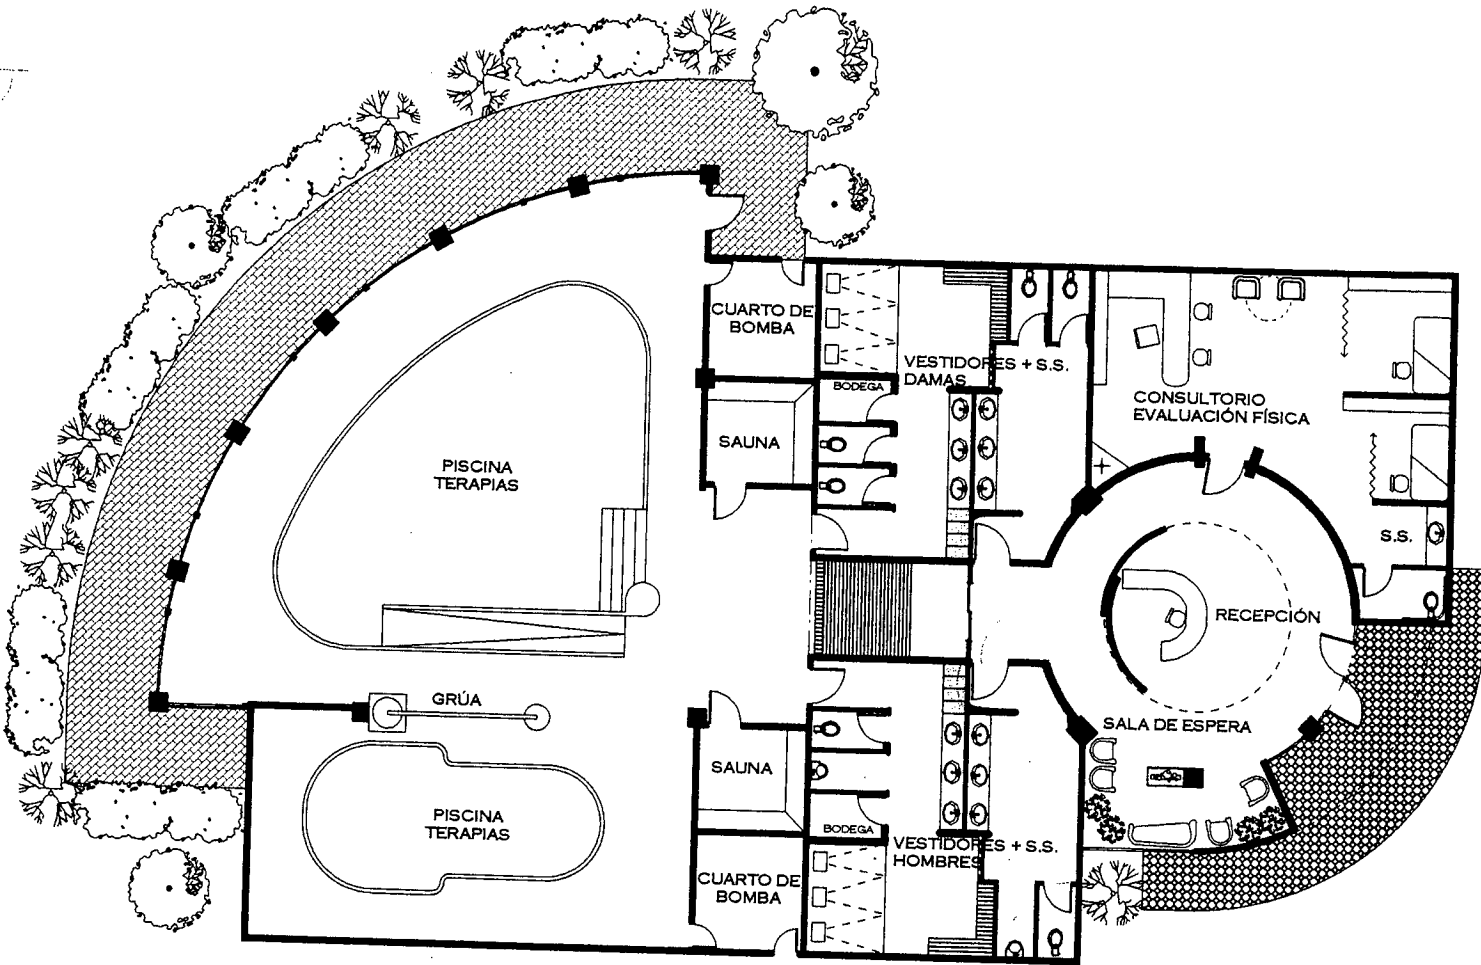 CUARTO DE
BOMBA
VESTIDORES + S.S.
DAMAS
BODEGA
CONSULTORIO
EVALUACIÓN FÍSICA
SAUNA
PISCINA
TERAPIAS
S.S.
RECEPCIÓN
GRÚA
SALA DE ESPERA
SAUNA
PISCINA
TERAPIAS
BODEGA
VESTIDORES + S.S.
HOMBRES
CUARTO DE
BOMBA